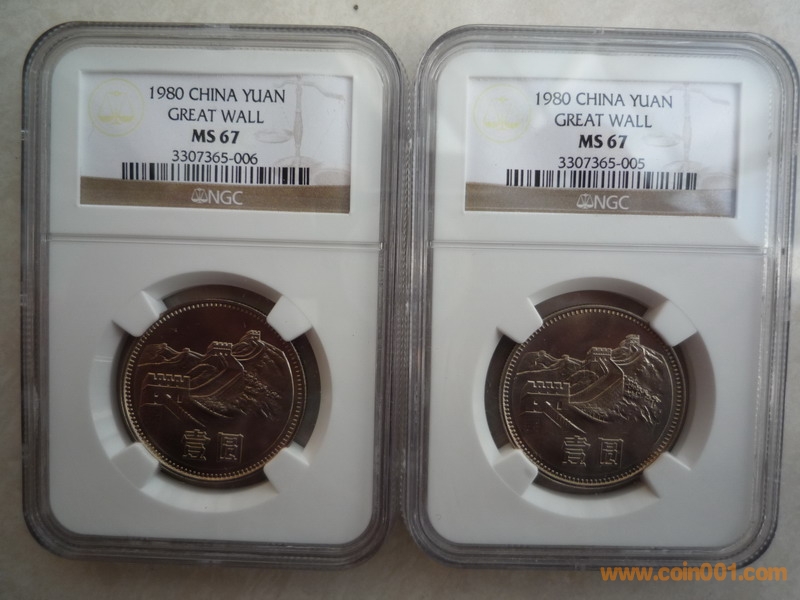 1980 CHINA YUAN
GREAT WALL
MS 67
3307365-006
NGC
壹圆
1980 CHINA YUAN
GREAT WALL
MS 67
3307365-005
NGC
壹圆
www.coin001.com